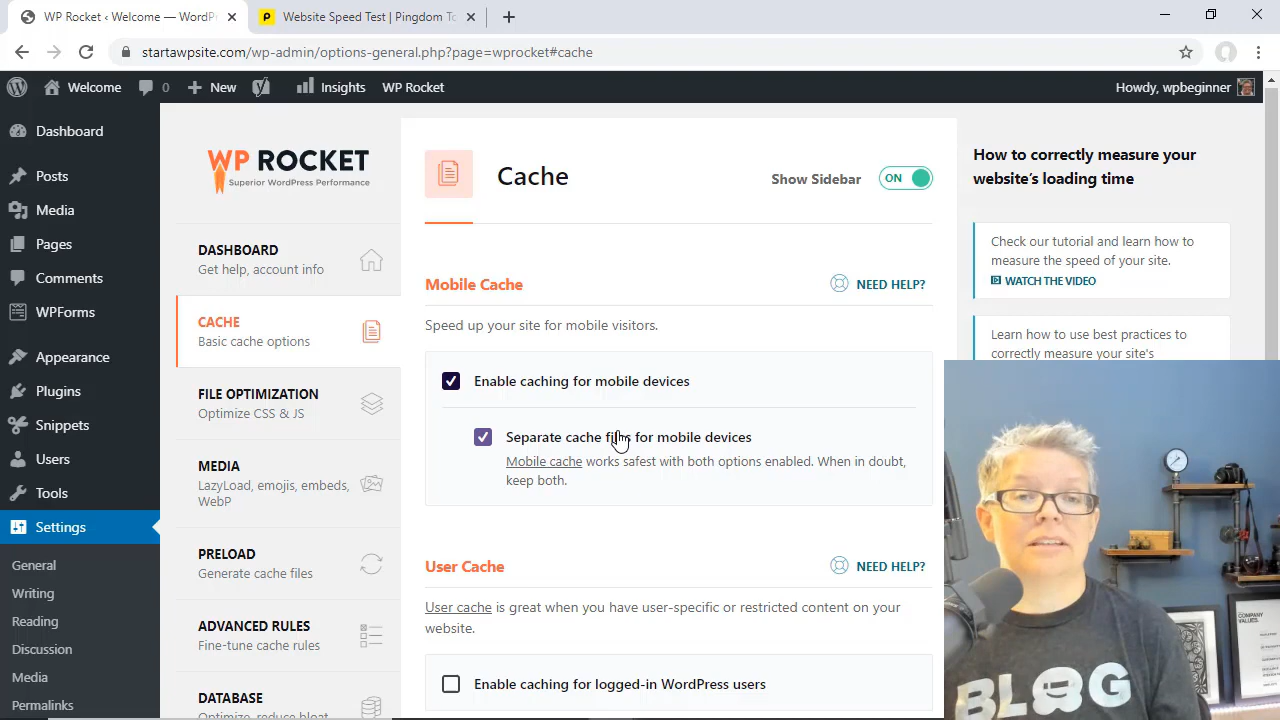 WP Rocket ‹ Welcome — WordPr
Website Speed Test | Pingdom To
startawpsite.com/wp-admin/options-general.php?page=wprocket#cache
Welcome
0
New
Insights
WP Rocket
Howdy, wpbeginner
Dashboard
Posts
Media
Pages
Comments
WPForms
Appearance
Plugins
Snippets
Users
Tools
Settings
General
Writing
Reading
Discussion
Media
Permalinks
WP ROCKET
Superior WordPress Performance
DASHBOARD
Get help, account info
CACHE
Basic cache options
FILE OPTIMIZATION
Optimize CSS & JS
MEDIA
LazyLoad, emojis, embeds,
WebP
PRELOAD
Generate cache files
ADVANCED RULES
Fine-tune cache rules
DATABASE
Optimize, reduce bloat
Cache
Show Sidebar
ON
Mobile Cache
NEED HELP?
Speed up your site for mobile visitors.
Enable caching for mobile devices
Separate cache files for mobile devices
Mobile cache works safest with both options enabled. When in doubt,
keep both.
User Cache
NEED HELP?
User cache is great when you have user-specific or restricted content on your
website.
Enable caching for logged-in WordPress users
How to correctly measure your
website's loading time
Check our tutorial and learn how to
measure the speed of your site.
WATCH THE VIDEO
Learn how to use best practices to
correctly measure your site's
COMPANY
VALUES.
BLOG